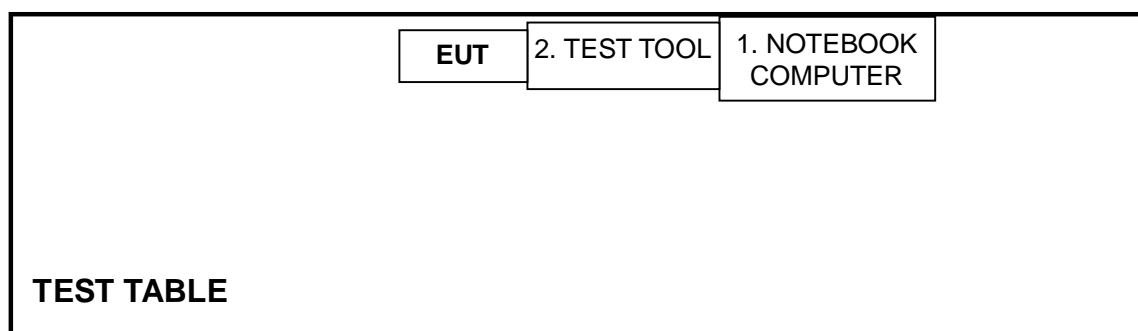 EUT
2. TEST TOOL
1. NOTEBOOK
COMPUTER
TEST TABLE